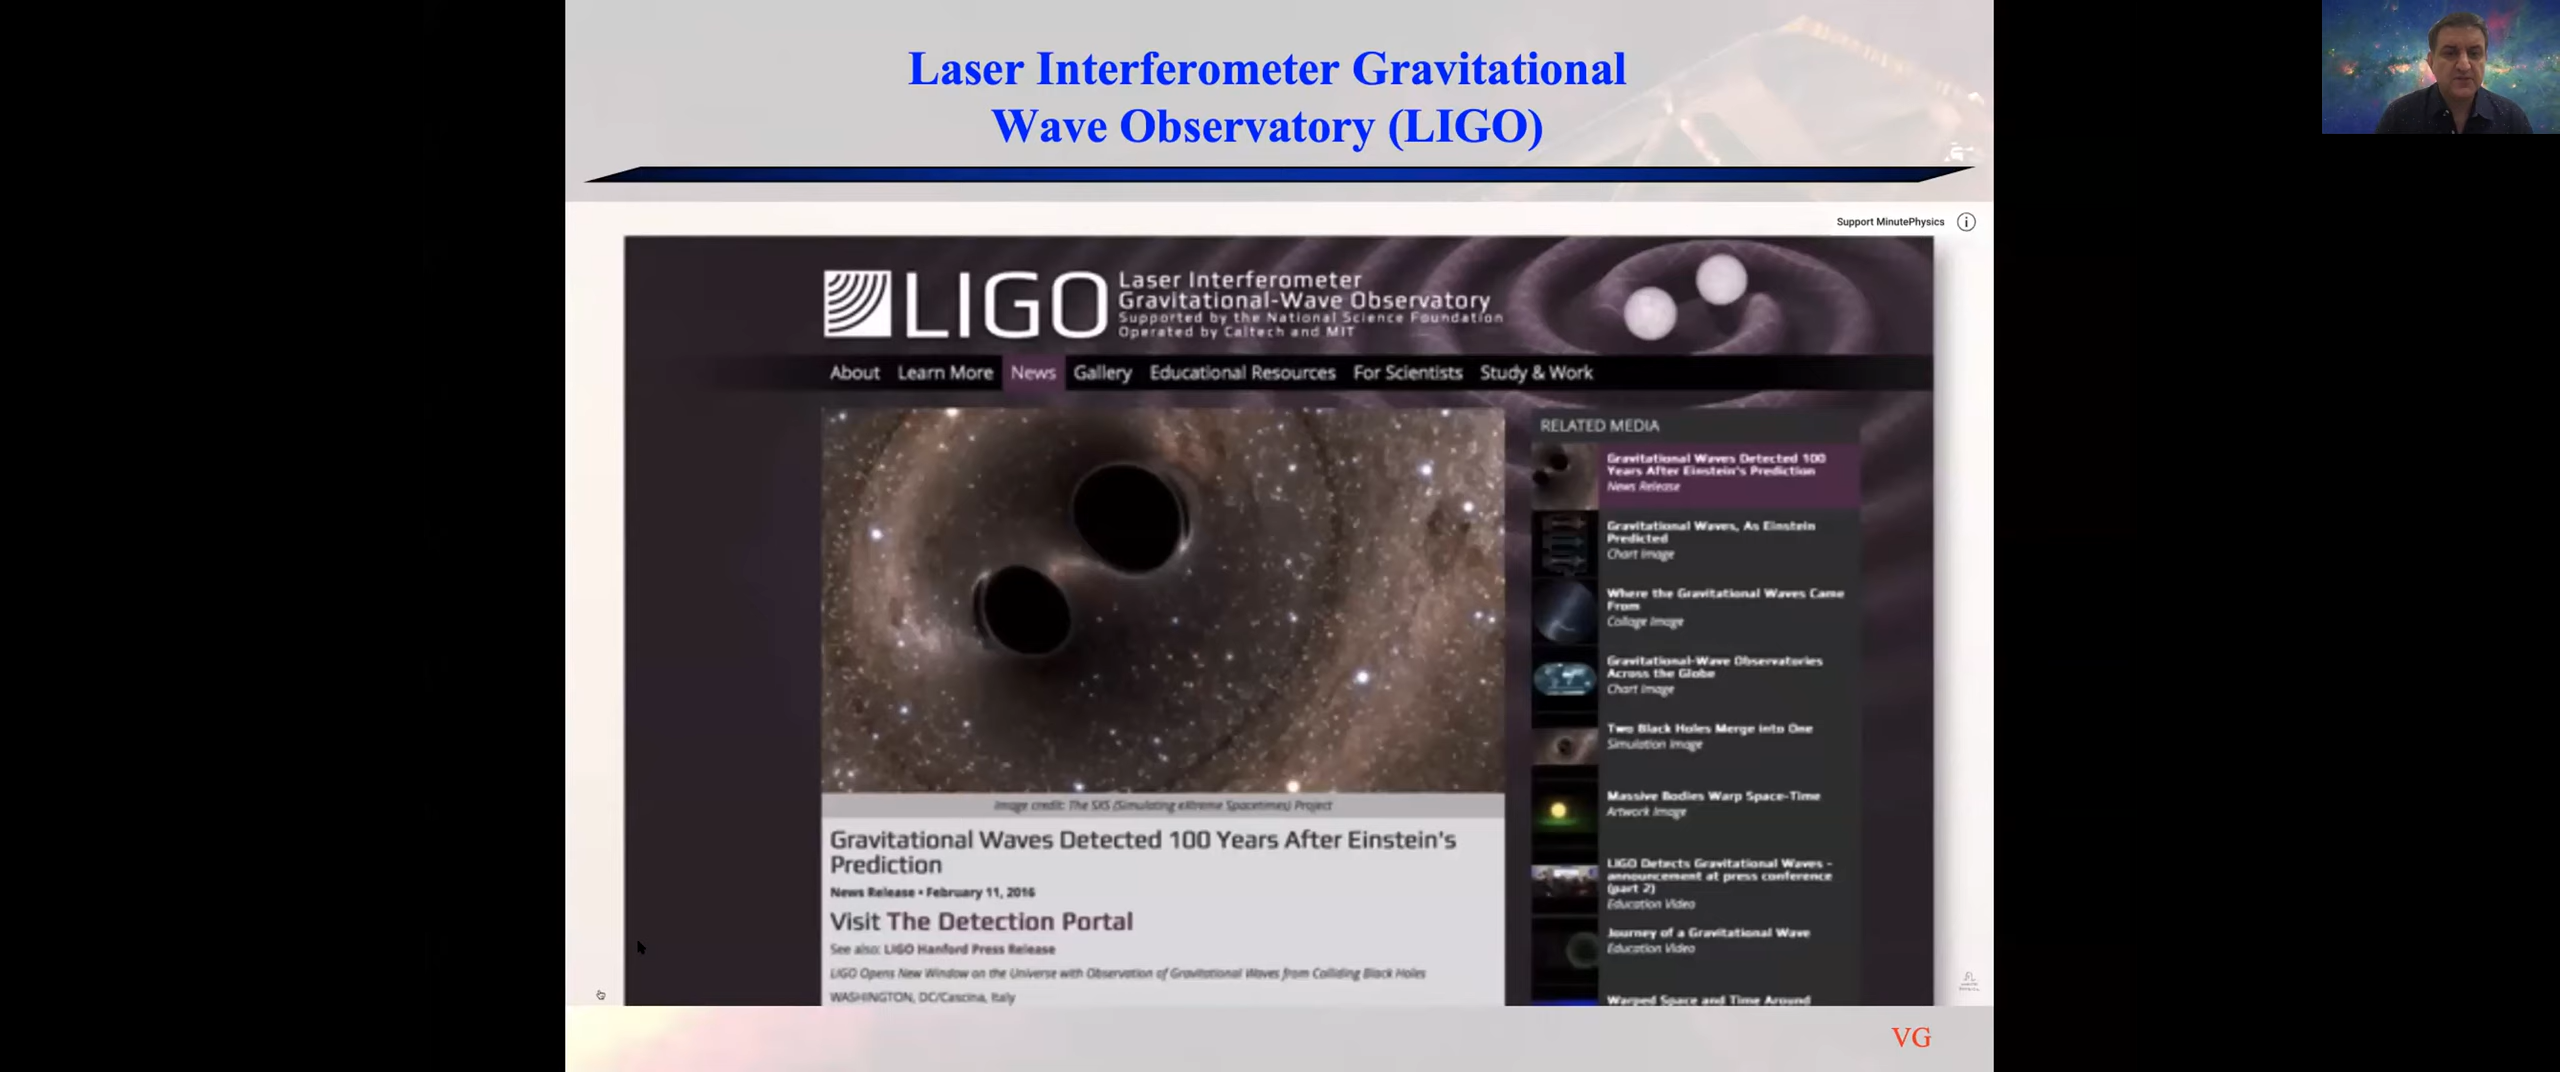 Laser Interferometer Gravitational
Wave Observatory (LIGO)
Support MinutePhysics
LIGO
Laser Interferometer
Gravitational-Wave Observatory
Supported by the National Science Foundation
Operated by Caltech and MIT
About Learn More News Gallery Educational Resources For Scientists Study & Work
Image credit: The SXS (Simulating eXtreme Spacetimes) Project
Gravitational Waves Detected 100 Years After Einstein's
Prediction
News Release • February 11, 2016
Visit The Detection Portal
See also: LIGO Hanford Press Release
LIGO Opens New Window on the Universe with Observation of Gravitational Waves from Colliding Black Holes
WASHINGTON, DC/Cascina, Italy
RELATED MEDIA
Gravitational Waves Detected 100
Years After Einstein's Prediction
News Release
Gravitational Waves, As Einstein
Predicted
Chart Image
Where the Gravitational Waves Came
From
Collage Image
Gravitational-Wave Observatories
Across the Globe
Chart Image
Two Black Holes Merge into One
Simulation Image
Massive Bodies Warp Space-Time
Artwork Image
LIGO Detects Gravitational Waves -
announcement at press conference
(part 2)
Education Video
Journey of a Gravitational Wave
Education Video
Warped Space and Time Around
VG